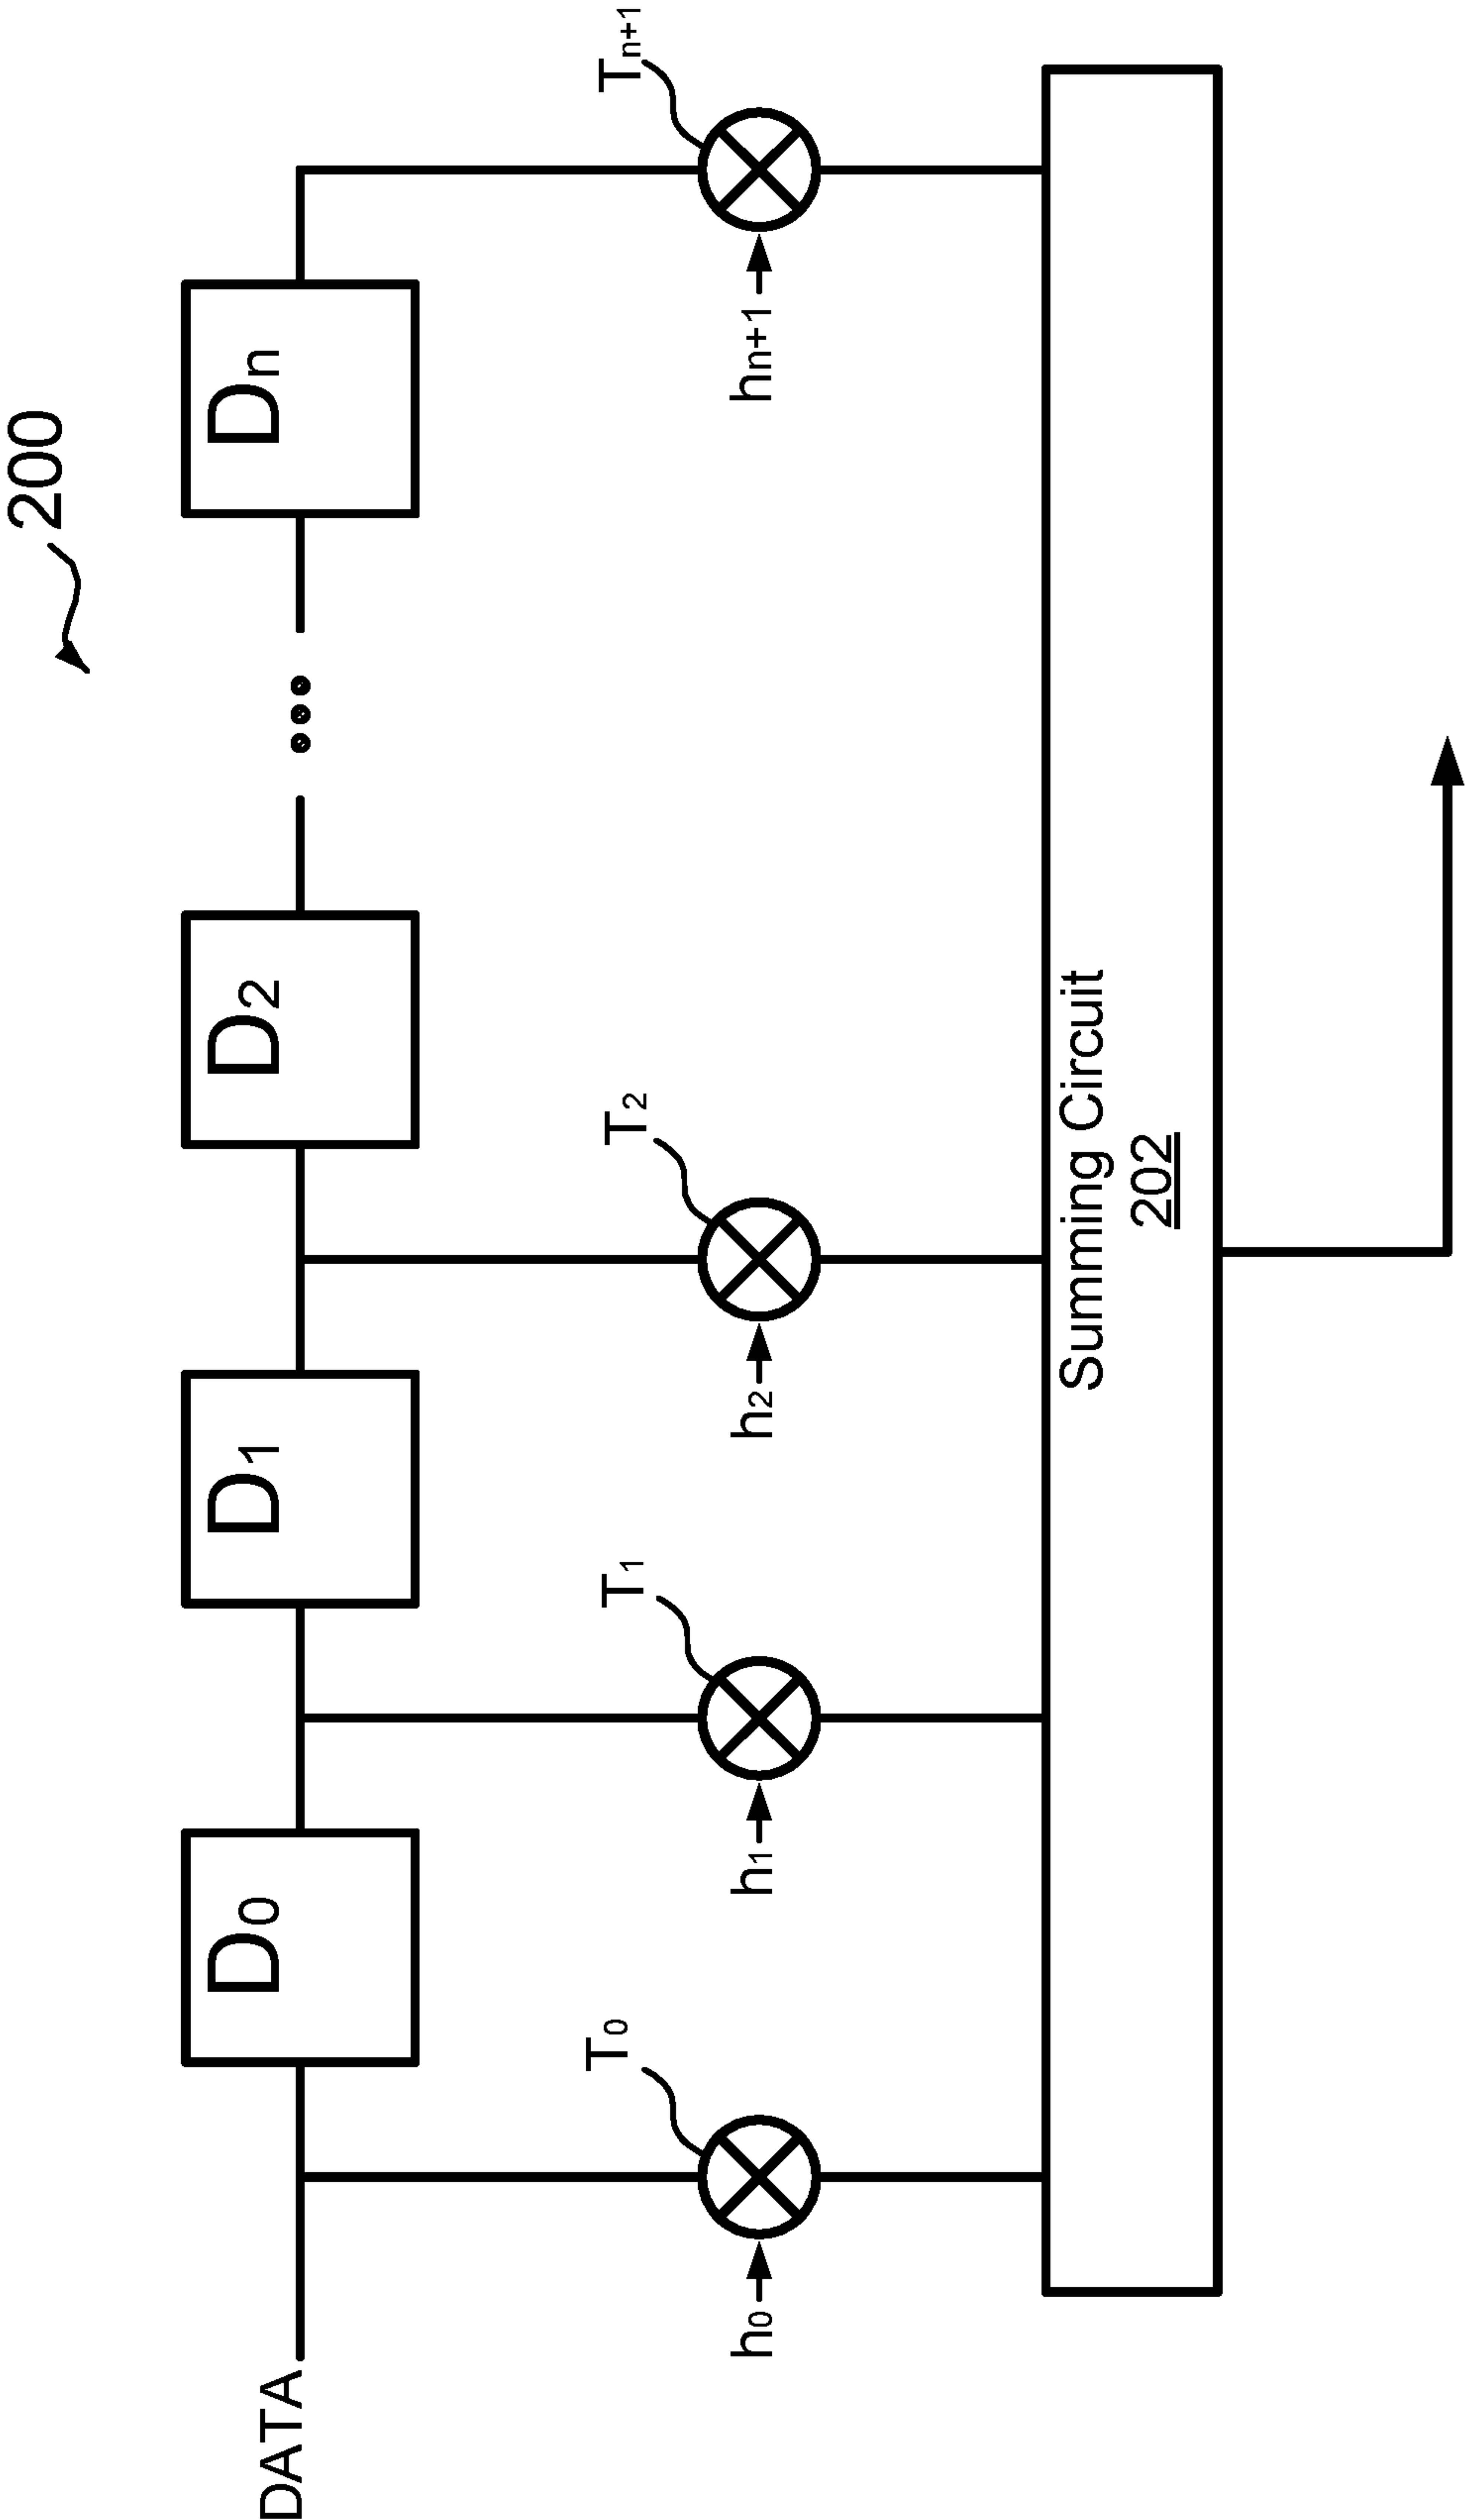 200
DATA
D0
D1
D2
Dn
T0
T1
T2
Tn+1
h0
h1
h2
hn+1
Summing Circuit
202